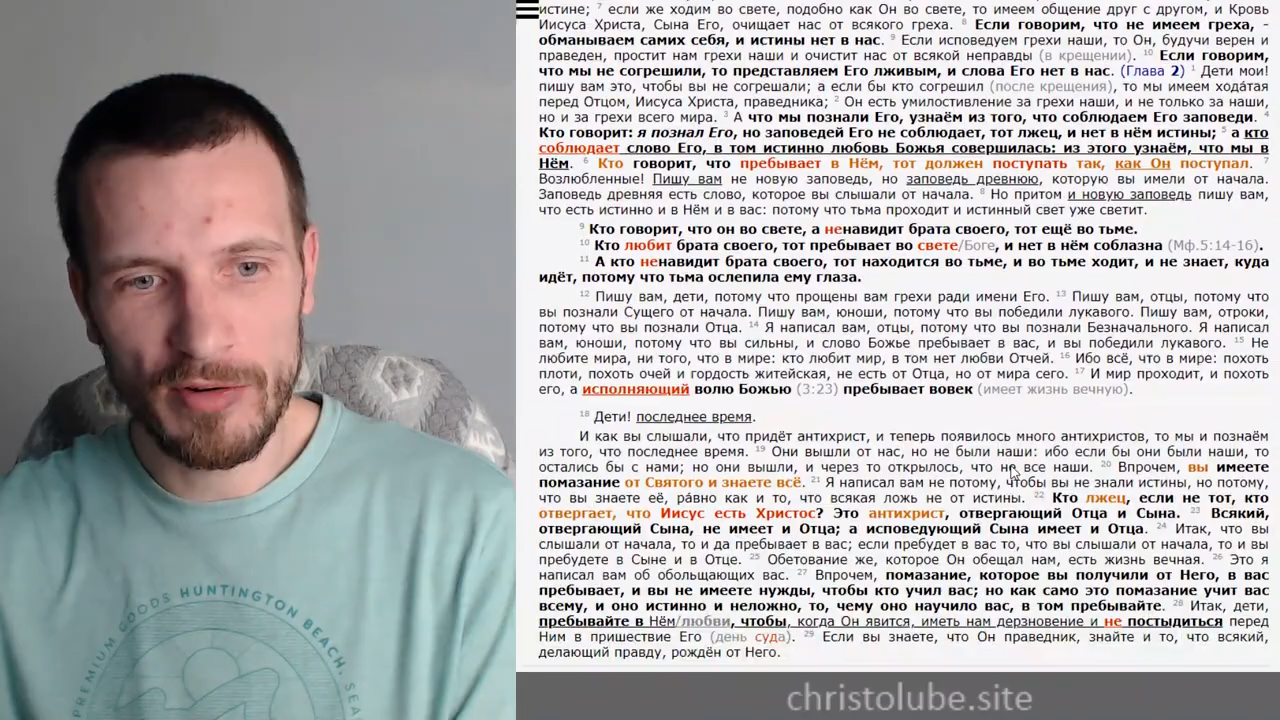 истине; 7 если же ходим во свете, подобно как Он во свете, то имеем общение друг с другом, и Кровь
Иисуса Христа, Сына Его, очищает нас от всякого греха. 8 Если говорим, что не имеем греха, -
обманываем самих себя, и истины нет в нас. 9 Если исповедуем грехи наши, то Он, будучи верен и
праведен, простит нам грехи наши и очистит нас от всякой неправды (в крещении). 10 Если говорим,
что мы не согрешили, то представляем Его лживым, и слова Его нет в нас. (Глава 2) 1 Дети мои!
пишу вам это, чтобы вы не согрешали; а если бы кто согрешил (после крещения), то мы имеем хода́тая
перед Отцом, Иисуса Христа, праведника; 2 Он есть умилостивление за грехи наши, и не только за наши,
но и за грехи всего мира. 3 А что мы познали Его, узнаём из того, что соблюдаем Его заповеди. 4
Кто говорит: я познал Его, но заповедей Его не соблюдает, тот лжец, и нет в нём истины; 5 а кто
соблюдает слово Его, в том истинно любовь Божья совершилась: из этого узнаём, что мы в
Нём. 6 Кто говорит, что пребывает в Нём, тот должен поступать так, как Он поступал. 7
Возлюбленные! Пишу вам не новую заповедь, но заповедь древнюю, которую вы имели от начала.
Заповедь древняя есть слово, которое вы слышали от начала. 8 Но притом и новую заповедь пишу вам,
что есть истинно и в Нём и в вас: потому что тьма проходит и истинный свет уже светит.
9 Кто говорит, что он во свете, а ненавидит брата своего, тот ещё во тьме.
10 Кто любит брата своего, тот пребывает во свете/Боге, и нет в нём соблазна (Мф.5:14-16).
11 А кто ненавидит брата своего, тот находится во тьме, и во тьме ходит, и не знает, куда
идёт, потому что тьма ослепила ему глаза.
12 Пишу вам, дети, потому что прощены вам грехи ради имени Его. 13 Пишу вам, отцы, потому что
вы познали Сущего от начала. Пишу вам, юноши, потому что вы победили лукавого. Пишу вам, отроки,
потому что вы познали Отца. 14 Я написал вам, отцы, потому что вы познали Безначального. Я написал
вам, юноши, потому что вы сильны, и слово Божье пребывает в вас, и вы победили лукавого. 15 Не
любите мира, ни того, что в мире: кто любит мир, в том нет любви Отчей. 16 Ибо всё, что в мире: похоть
плоти, похоть очей и гордость житейская, не есть от Отца, но от мира сего. 17 И мир проходит, и похоть
его, а исполняющий волю Божью (3:23) пребывает вовек (имеет жизнь вечную).
18 Дети! последнее время.
И как вы слышали, что придёт антихрист, и теперь появилось много антихристов, то мы и познаём
из того, что последнее время. 19 Они вышли от нас, но не были наши: ибо если бы они были наши, то
остались бы с нами; но они вышли, и через то открылось, что не все наши. 20 Впрочем, вы имеете
помазание от Святого и знаете всё. 21 Я написал вам не потому, чтобы вы не знали истины, но потому,
что вы знаете её, ра́вно как и то, что всякая ложь не от истины. 22 Кто лжец, если не тот, кто
отвергает, что Иисус есть Христос? Это антихрист, отвергающий Отца и Сына. 23 Всякий,
отвергающий Сына, не имеет и Отца; а исповедующий Сына имеет и Отца. 24 Итак, что вы
слышали от начала, то и да пребывает в вас; если пребудет в вас то, что вы слышали от начала, то и вы
пребудете в Сыне и в Отце. 25 Обетование же, которое Он обещал нам, есть жизнь вечная. 26 Это я
написал вам об обольщающих вас. 27 Впрочем, помазание, которое вы получили от Него, в вас
пребывает, и вы не имеете нужды, чтобы кто учил вас; но как само это помазание учит вас
всему, и оно истинно и неложно, то, чему оно научило вас, в том пребывайте. 28 Итак, дети,
пребывайте в Нём/любви, чтобы, когда Он явится, иметь нам дерзновение и не постыдиться перед
Ним в пришествие Его (день суда). 29 Если вы знаете, что Он праведник, знайте и то, что всякий,
делающий правду, рождён от Него.
christolube.site
PREMIUM GOODS HUNTINGTON BEACH, SEA